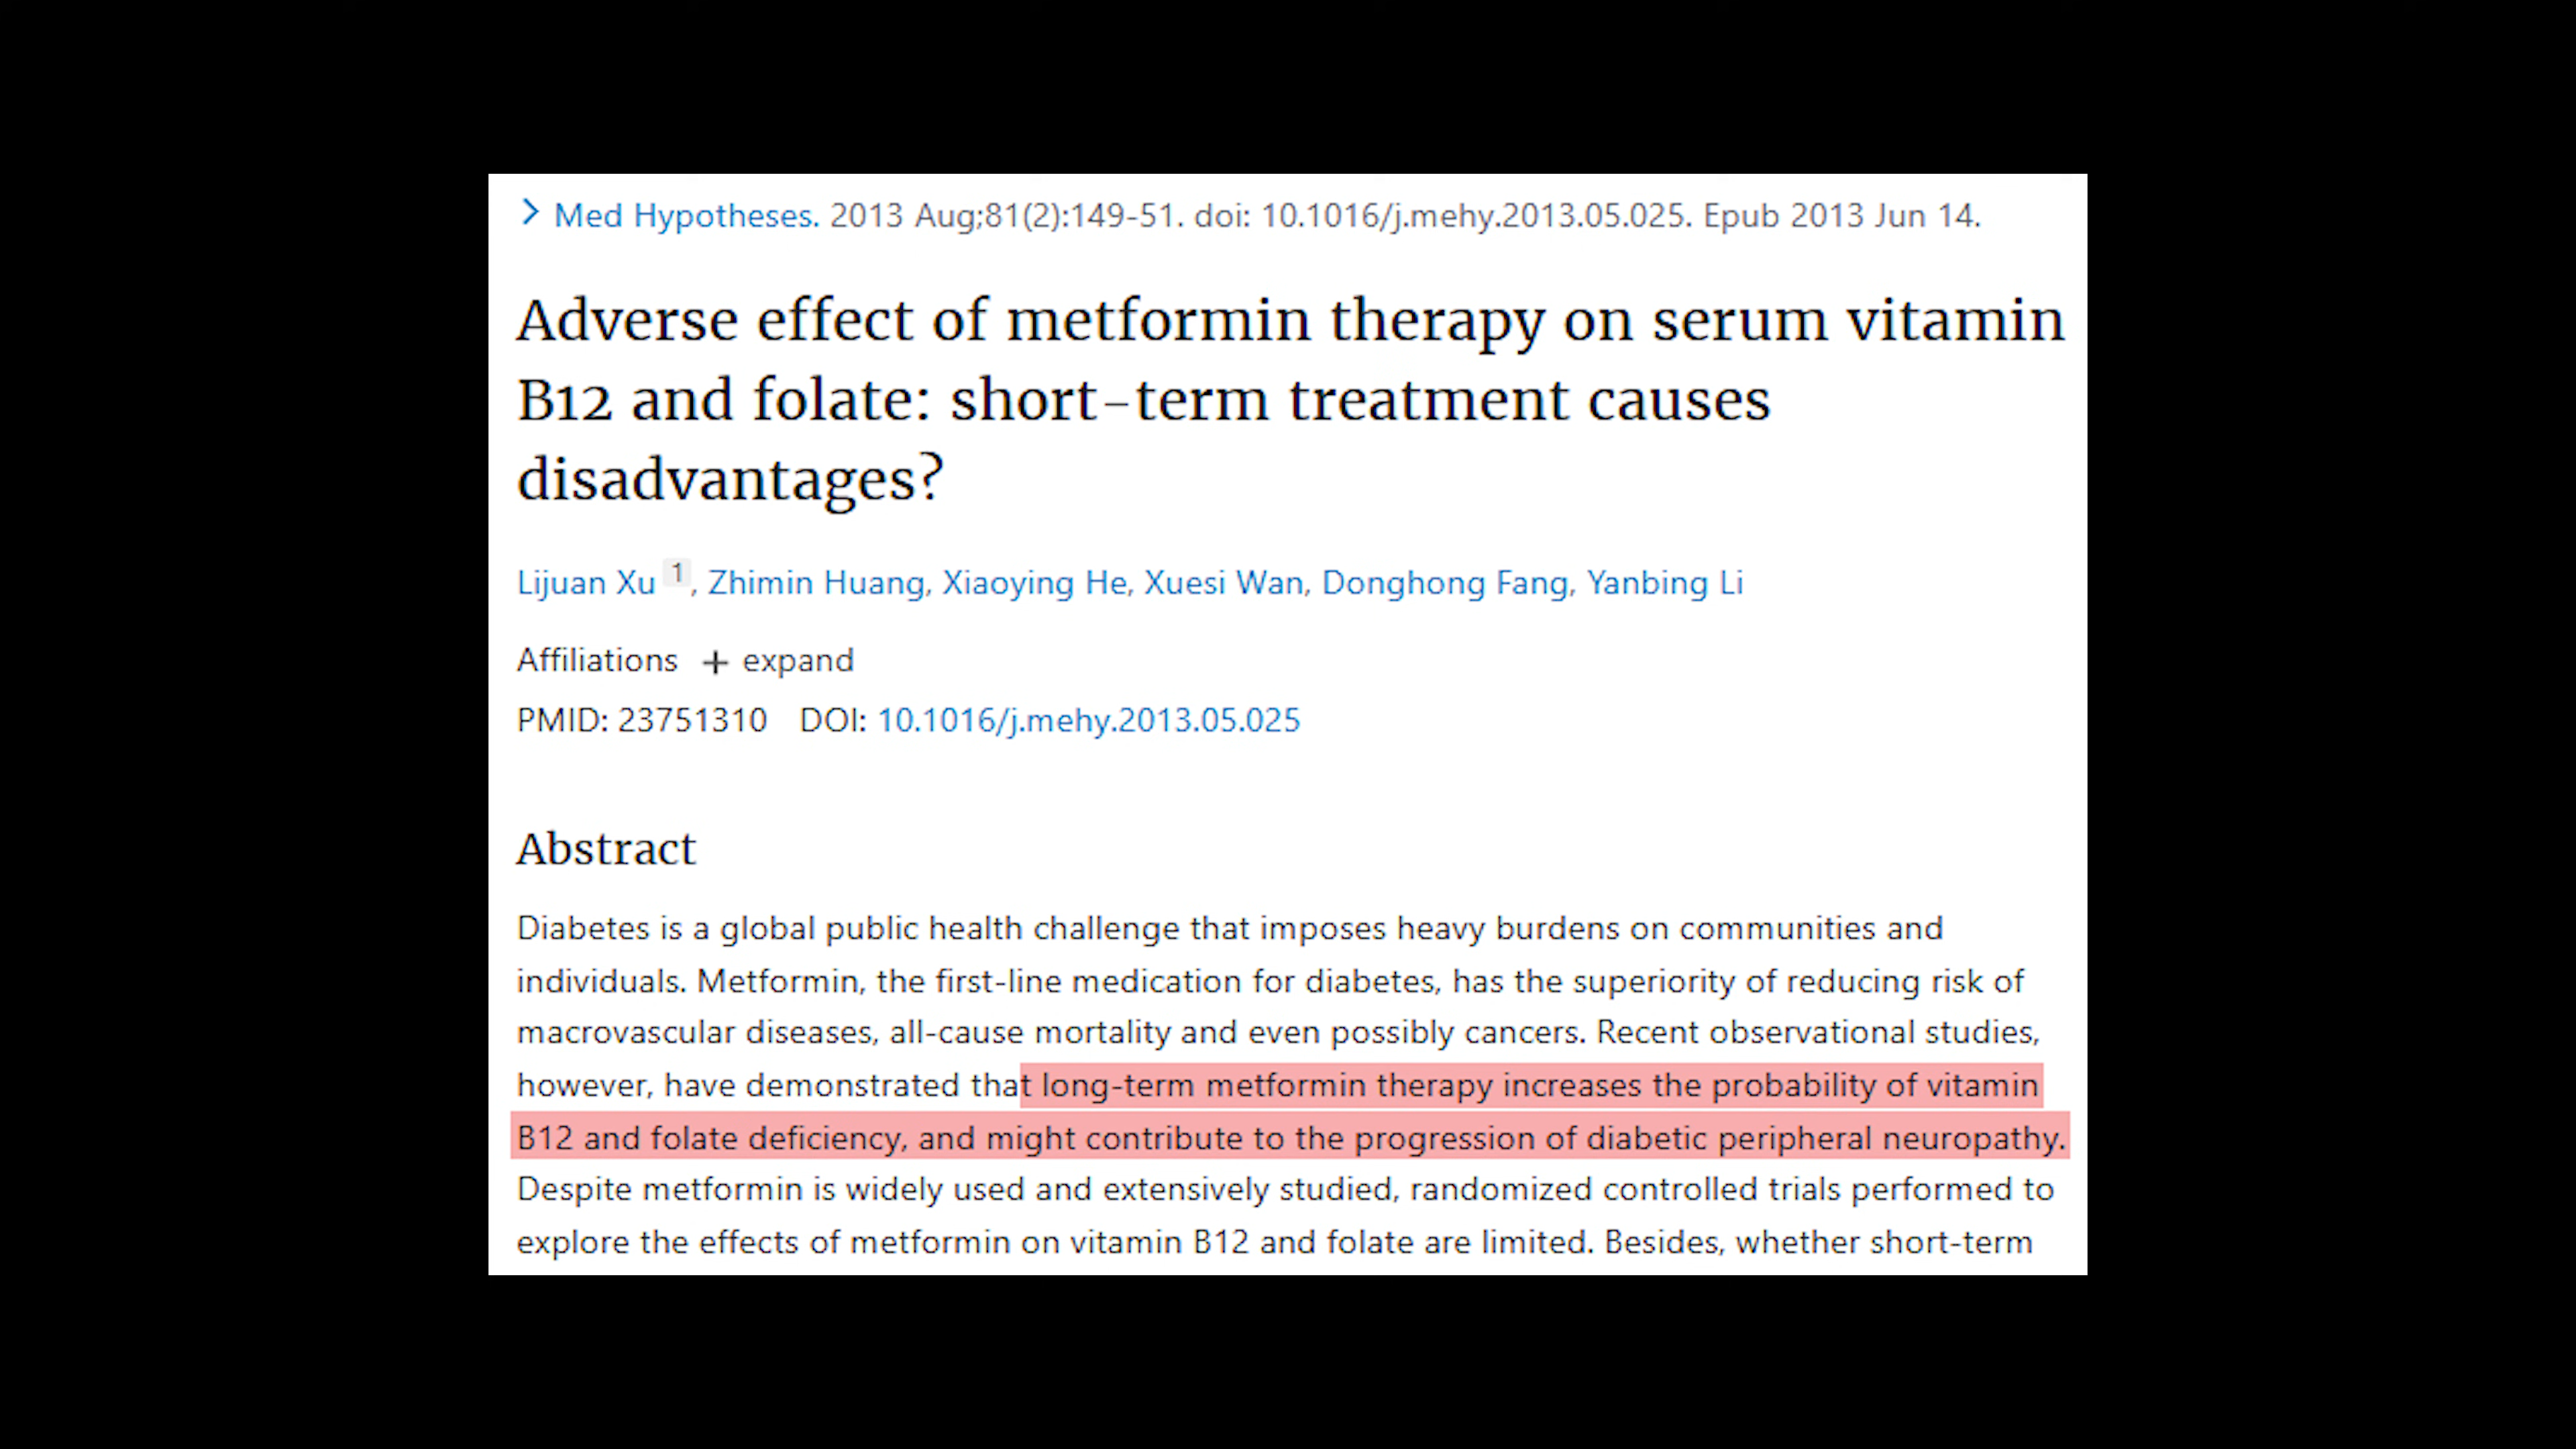 > Med Hypotheses. 2013 Aug;81(2):149-51. doi: 10.1016/j.mehy.2013.05.025. Epub 2013 Jun 14.
Adverse effect of metformin therapy on serum vitamin
B12 and folate: short-term treatment causes
disadvantages?
Lijuan Xu 1, Zhimin Huang, Xiaoying He, Xuesi Wan, Donghong Fang, Yanbing Li
Affiliations + expand
PMID: 23751310 DOI: 10.1016/j.mehy.2013.05.025
Abstract
Diabetes is a global public health challenge that imposes heavy burdens on communities and
individuals. Metformin, the first-line medication for diabetes, has the superiority of reducing risk of
macrovascular diseases, all-cause mortality and even possibly cancers. Recent observational studies,
however, have demonstrated that long-term metformin therapy increases the probability of vitamin
B12 and folate deficiency, and might contribute to the progression of diabetic peripheral neuropathy.
Despite metformin is widely used and extensively studied, randomized controlled trials performed to
explore the effects of metformin on vitamin B12 and folate are limited. Besides, whether short-term